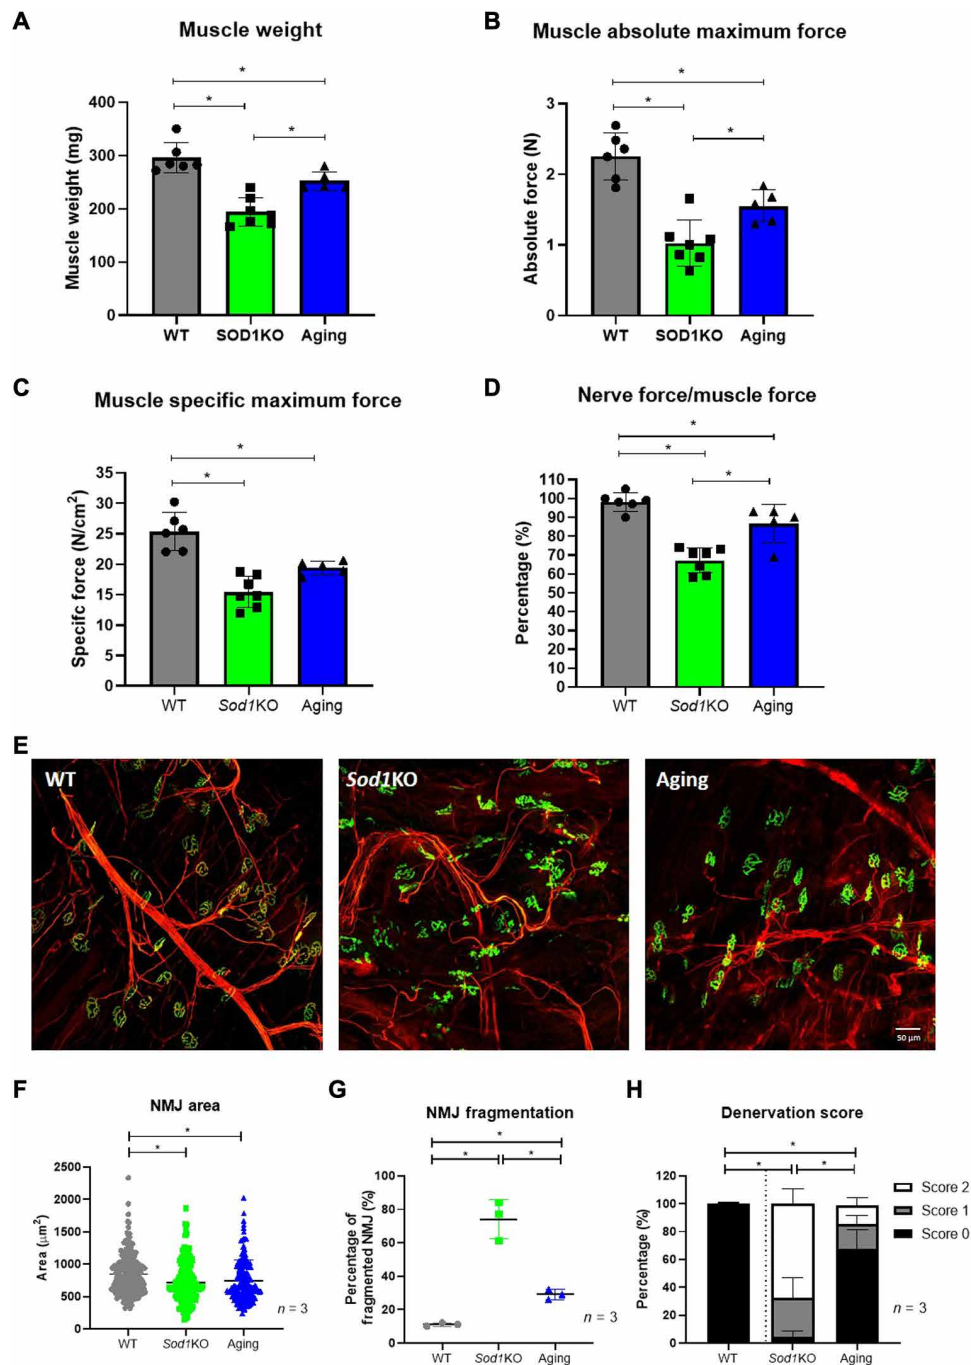 A
Muscle weight
*
*
*
Muscle weight (mg)
400
300
200
100
0
WT
SOD1KO
Aging
B
Muscle absolute maximum force
*
*
*
Absolute force (N)
3
2
1
0
WT
SOD1KO
Aging
C
Muscle specific maximum force
*
*
Specifc force (N/cm²)
35
30
25
20
15
10
5
0
WT
Sod1KO
Aging
D
Nerve force/muscle force
*
*
*
Percentage (%)
110
100
90
80
70
60
50
40
30
20
10
0
WT
Sod1KO
Aging
E
WT
Sod1KO
Aging
50 µm
F
NMJ area
*
*
Area (µm²)
2500
2000
1500
1000
500
0
WT
Sod1KO
Aging
n = 3
G
NMJ fragmentation
*
*
*
Percentage of
fragmented NMJ (%)
100
80
60
40
20
0
WT
Sod1KO
Aging
n = 3
H
Denervation score
*
*
*
Percentage (%)
120
100
80
60
40
20
0
WT
Sod1KO
Aging
Score 2
Score 1
Score 0
n = 3